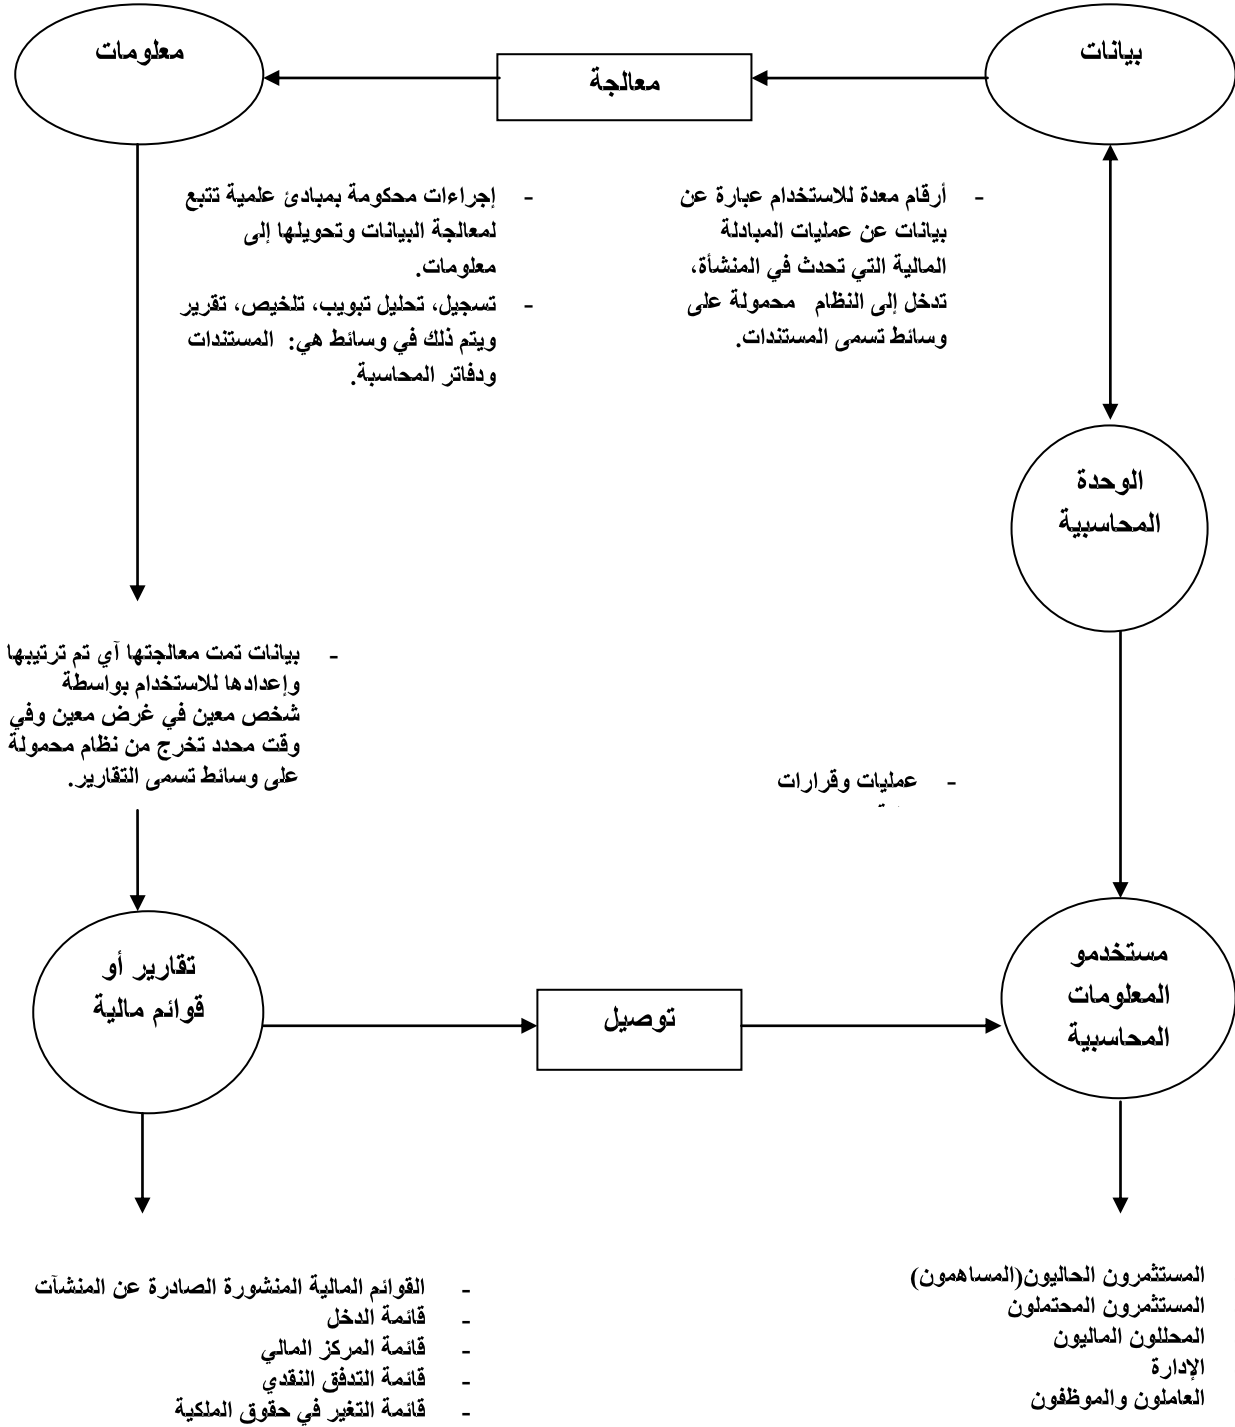 بيانات
معالجة
معلومات
- أرقام معدة للاستخدام عبارة عن
بيانات عن عمليات المبادلة
المالية التي تحدث في المنشأة،
تدخل إلى النظام محمولة على
وسائط تسمى المستندات.
- إجراءات محكومة بمبادئ علمية تتبع
لمعالجة البيانات وتحويلها إلى
معلومات.
- تسجيل، تحليل تبويب، تلخيص، تقرير
ويتم ذلك في وسائط هي: المستندات
ودفاتر المحاسبة.
الوحدة
المحاسبية
- بيانات تمت معالجتها آي تم ترتيبها
وإعدادها للاستخدام بواسطة
شخص معين في غرض معين وفي
وقت محدد تخرج من نظام محمولة
على وسائط تسمى التقارير.
- عمليات وقرارات
مستخدمو
المعلومات
المحاسبية
توصيل
تقارير أو
قوائم مالية
المستثمرون الحاليون(المساهمون)
المستثمرون المحتملون
المحللون الماليون
الإدارة
العاملون والموظفون
- القوائم المالية المنشورة الصادرة عن المنشآت
- قائمة الدخل
- قائمة المركز المالي
- قائمة التدفق النقدي
- قائمة التغير في حقوق الملكية